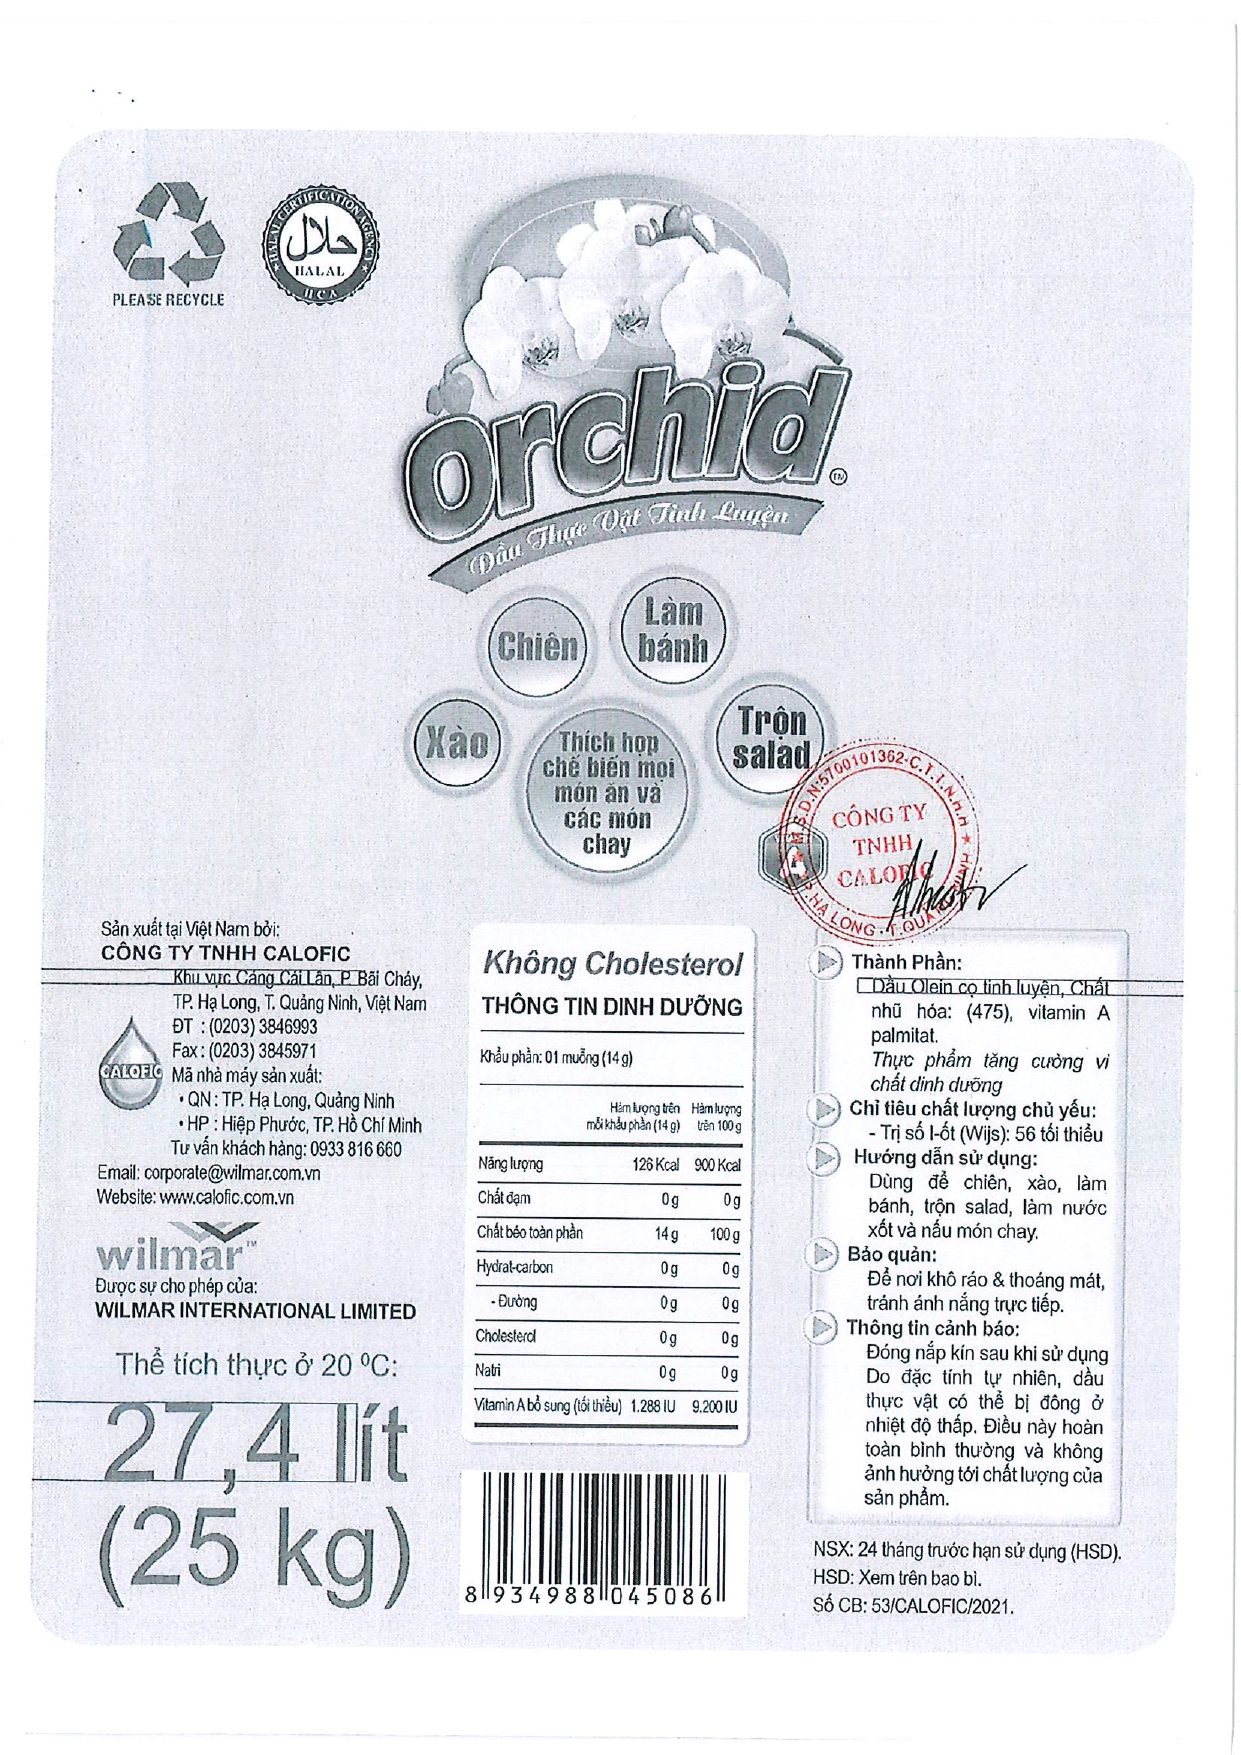 PLEASE RECYCLE
HALAL CERTIFICATION AGENCY
حلال
HALAL
HCA
Orchid
TM
Dầu Thực Vật Tinh Luyện
Chiên
Làm
bánh
Xào
Thích hợp
chế biến mọi
món ăn và
các món
chay
Trộn
salad
M.S.D.N:5700101362-C.T.T.N.H.H
CÔNG TY
TNHH
CALOFIC
Sản xuất tại Việt Nam bởi:
CÔNG TY TNHH CALOFIC
Khu vực Cảng Cái Lân, P. Bãi Cháy,
TP. Hạ Long, T. Quảng Ninh, Việt Nam
ĐT : (0203) 3846993
Fax : (0203) 3845971
CALOFIC
Mã nhà máy sản xuất:
• QN : TP. Hạ Long, Quảng Ninh
• HP : Hiệp Phước, TP. Hồ Chí Minh
Tư vấn khách hàng: 0933 816 660
Email: corporate@wilmar.com.vn
Website: www.calofic.com.vn
wilmar™
Được sự cho phép của:
WILMAR INTERNATIONAL LIMITED
Thể tích thực ở 20 ⁰C:
27,4 lít
(25 kg)
Không Cholesterol
THÔNG TIN DINH DƯỠNG
Khẩu phần: 01 muỗng (14 g)
Hàm lượng trên Hàm lượng
mỗi khẩu phần (14 g) trên 100 g
Năng lượng 126 Kcal 900 Kcal
Chất đạm 0 g 0 g
Chất béo toàn phần 14 g 100 g
Hydrat-carbon 0 g 0 g
- Đường 0 g 0 g
Cholesterol 0 g 0 g
Natri 0 g 0 g
Vitamin A bổ sung (tối thiểu) 1.288 IU 9.200 IU
8 934988 045086
Thành Phần:
Dầu Olein cọ tinh luyện, Chất
nhũ hóa: (475), vitamin A
palmitat.
Thực phẩm tăng cường vi
chất dinh dưỡng
Chỉ tiêu chất lượng chủ yếu:
- Trị số I-ốt (Wijs): 56 tối thiểu
Hướng dẫn sử dụng:
Dùng để chiên, xào, làm
bánh, trộn salad, làm nước
xốt và nấu món chay.
Bảo quản:
Để nơi khô ráo & thoáng mát,
tránh ánh nắng trực tiếp.
Thông tin cảnh báo:
Đóng nắp kín sau khi sử dụng
Do đặc tính tự nhiên, dầu
thực vật có thể bị đông ở
nhiệt độ thấp. Điều này hoàn
toàn bình thường và không
ảnh hưởng tới chất lượng của
sản phẩm.
NSX: 24 tháng trước hạn sử dụng (HSD).
HSD: Xem trên bao bì.
Số CB: 53/CALOFIC/2021.